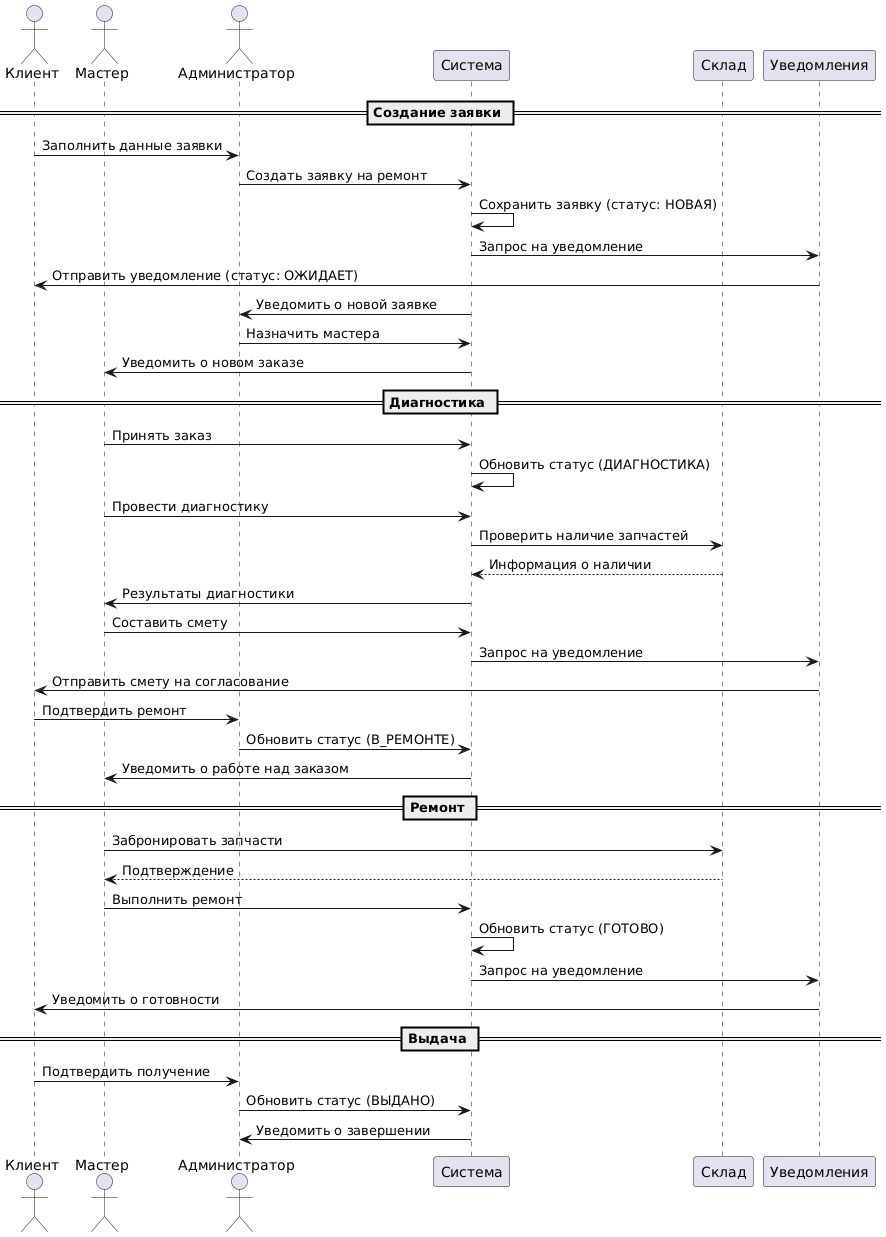 Клиент
Мастер
Администратор
Система
Склад
Уведомления
Создание заявки
Заполнить данные заявки
Создать заявку на ремонт
Сохранить заявку (статус: НОВАЯ)
Запрос на уведомление
Отправить уведомление (статус: ОЖИДАЕТ)
Уведомить о новой заявке
Назначить мастера
Уведомить о новом заказе
Диагностика
Принять заказ
Обновить статус (ДИАГНОСТИКА)
Провести диагностику
Проверить наличие запчастей
Информация о наличии
Результаты диагностики
Составить смету
Запрос на уведомление
Отправить смету на согласование
Подтвердить ремонт
Обновить статус (В_РЕМОНТЕ)
Уведомить о работе над заказом
Ремонт
Забронировать запчасти
Подтверждение
Выполнить ремонт
Обновить статус (ГОТОВО)
Запрос на уведомление
Уведомить о готовности
Выдача
Подтвердить получение
Обновить статус (ВЫДАНО)
Уведомить о завершении
Клиент
Мастер
Администратор
Система
Склад
Уведомления